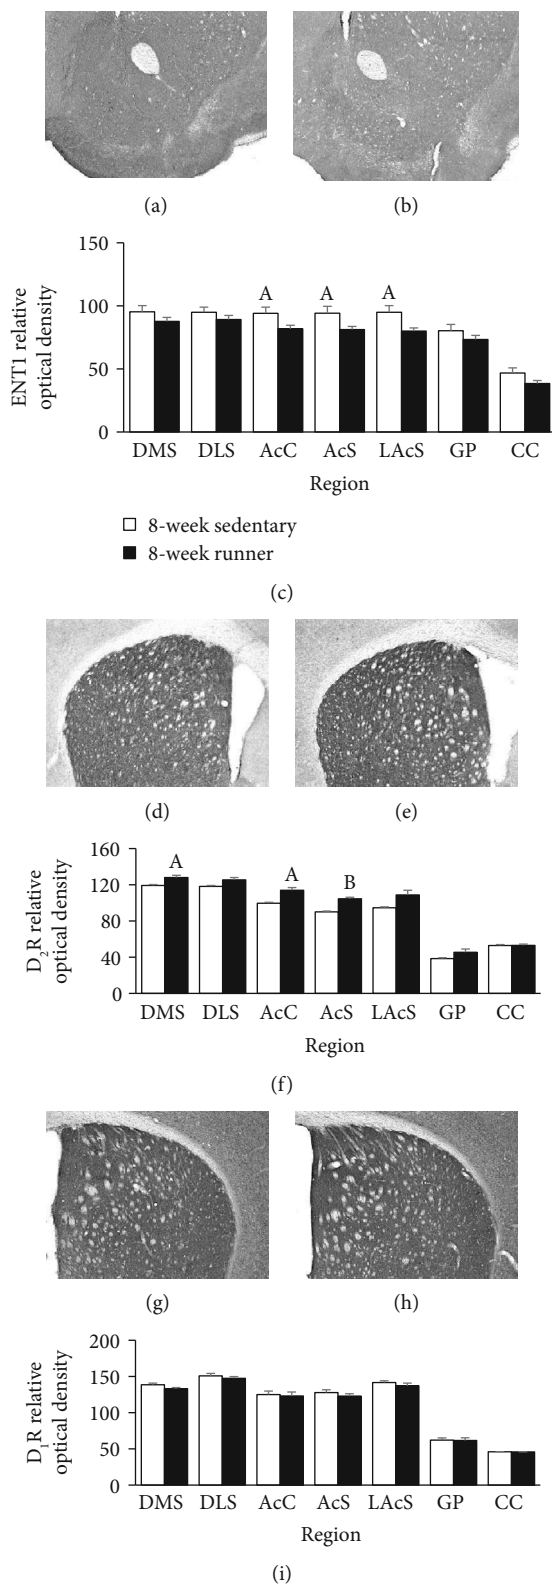 (a) (b)
150
100
50
0
ENT1 relative
optical density
A A A
DMS DLS AcC AcS LAcS GP CC
Region
8-week sedentary
8-week runner
(c)
(d) (e)
160
120
80
40
0
D₂R relative
optical density
A A B
DMS DLS AcC AcS LAcS GP CC
Region
(f)
(g) (h)
200
150
100
50
0
D₁R relative
optical density
DMS DLS AcC AcS LAcS GP CC
Region
(i)